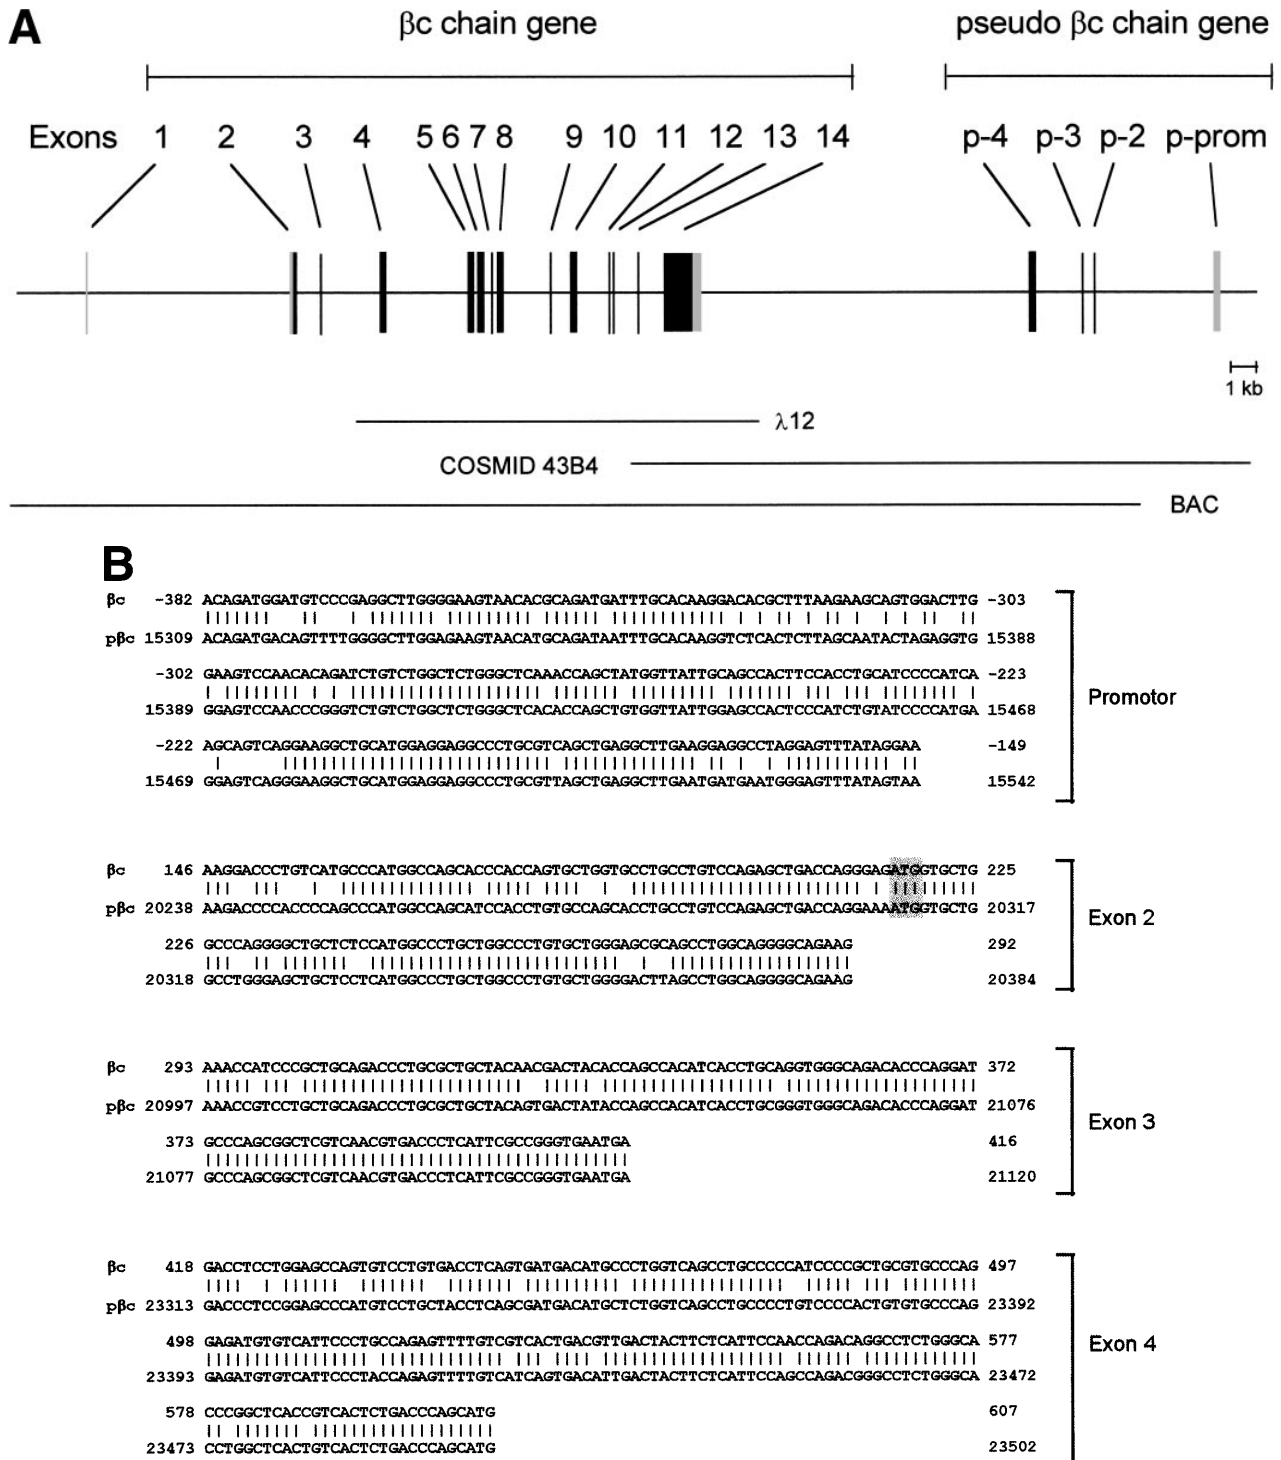 A
βc chain gene
pseudo βc chain gene
Exons 1 2 3 4 5 6 7 8 9 10 11 12 13 14 p-4 p-3 p-2 p-prom
1 kb
λ12
COSMID 43B4
BAC
B
βc -382 ACAGATGGATGTCCCGAGGCTTGGGGAAGTAACACGCAGATGATTTGCACAAGGACACGCTTTAAGAAGCAGTGGACTTG -303
pβc 15309 ACAGATGACAGTTTTGGGGCTTGGAGAAGTAACATGCAGATAATTTGCACAAGGTCTCACTCTTAGCAATACTAGAGGTG 15388
-302 GAAGTCCAACACAGATCTGTCTGGCTCTGGGCTCAAACCAGCTATGGTTATTGCAGCCACTTCCACCTGCATCCCCATCA -223
15389 GGAGTCCAACCCGGGTCTGTCTGGCTCTGGGCTCACACCAGCTGTGGTTATTGGAGCCACTCCCATCTGTATCCCCATGA 15468
Promotor
-222 AGCAGTCAGGAAGGCTGCATGGAGGAGGCCCTGCGTCAGCTGAGGCTTGAAGGAGGCCTAGGAGTTTATAGGAA -149
15469 GGAGTCAGGGAAGGCTGCATGGAGGAGGCCCTGCGTTAGCTGAGGCTTGAATGATGAATGGGAGTTTATAGTAA 15542
βc 146 AAGGACCCTGTCATGCCCATGGCCAGCACCCACCAGTGCTGGTGCCTGCCTGTCCAGAGCTGACCAGGGAGATGGTGCTG 225
pβc 20238 AAGACCCCACCCCAGCCCATGGCCAGCATCCACCTGTGCCAGCACCTGCCTGTCCAGAGCTGACCAGGAAAATGGTGCTG 20317
Exon 2
226 GCCCAGGGGCTGCTCTCCATGGCCCTGCTGGCCCTGTGCTGGGAGCGCAGCCTGGCAGGGGCAGAAG 292
20318 GCCTGGGAGCTGCTCCTCATGGCCCTGCTGGCCCTGTGCTGGGGACTTAGCCTGGCAGGGGCAGAAG 20384
βc 293 AAACCATCCCGCTGCAGACCCTGCGCTGCTACAACGACTACACCAGCCACATCACCTGCAGGTGGGCAGACACCCAGGAT 372
pβc 20997 AAACCGTCCTGCTGCAGACCCTGCGCTGCTACAGTGACTATACCAGCCACATCACCTGCGGGTGGGCAGACACCCAGGAT 21076
Exon 3
373 GCCCAGCGGCTCGTCAACGTGACCCTCATTCGCCGGGTGAATGA 416
21077 GCCCAGCGGCTCGTCAACGTGACCCTCATTCGCCGGGTGAATGA 21120
βc 418 GACCTCCTGGAGCCAGTGTCCTGTGACCTCAGTGATGACATGCCCTGGTCAGCCTGCCCCCATCCCCGCTGCGTGCCCAG 497
pβc 23313 GACCCTCCGGAGCCCATGTCCTGCTACCTCAGCGATGACATGCTCTGGTCAGCCTGCCCCTGTCCCCACTGTGTGCCCAG 23392
498 GAGATGTGTCATTCCCTGCCAGAGTTTTGTCGTCACTGACGTTGACTACTTCTCATTCCAACCAGACAGGCCTCTGGGCA 577
Exon 4
23393 GAGATGTGTCATTCCCTACCAGAGTTTTGTCATCAGTGACATTGACTACTTCTCATTCCAGCCAGACGGGCCTCTGGGCA 23472
578 CCCGGCTCACCGTCACTCTGACCCAGCATG 607
23473 CCTGGCTCACTGTCACTCTGACCCAGCATG 23502